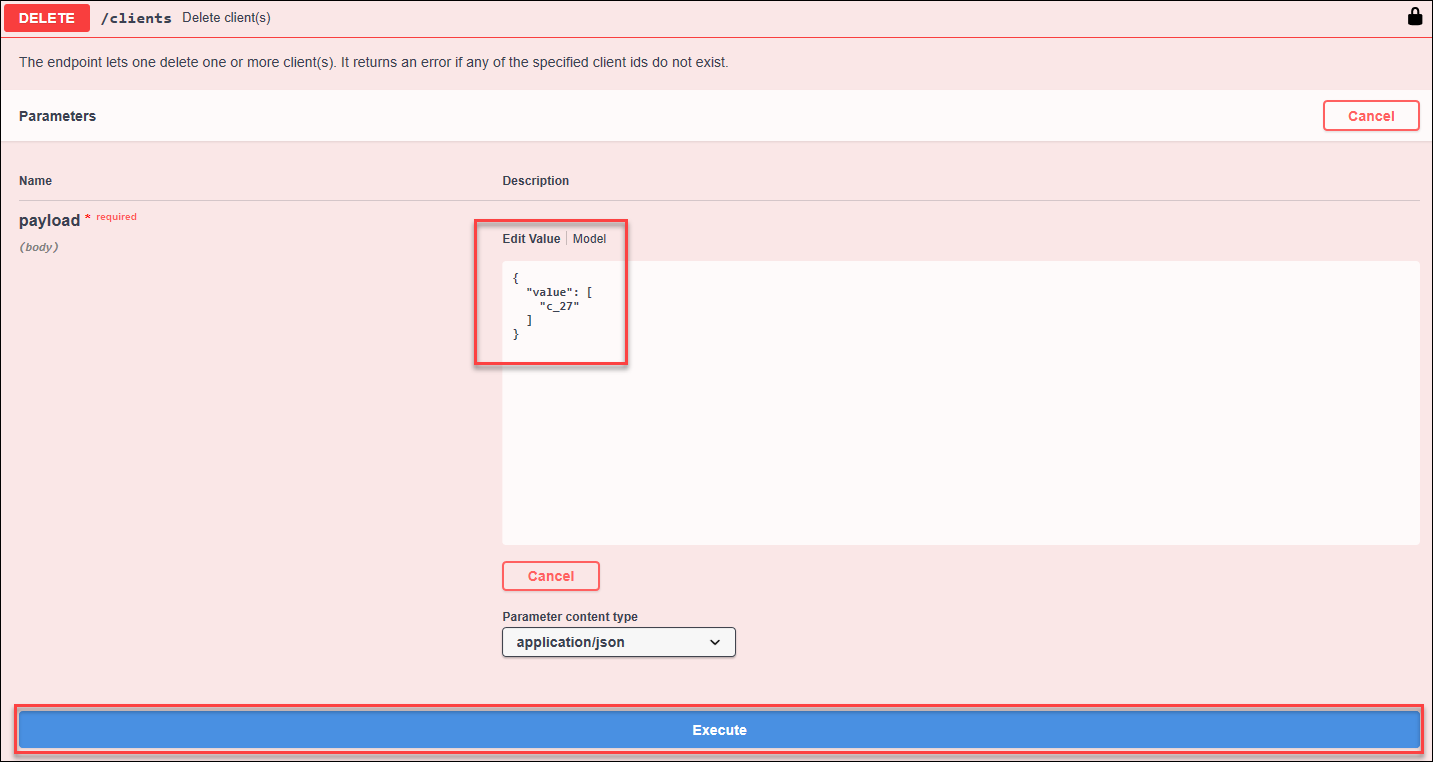 DELETE /clients Delete client(s)
The endpoint lets one delete one or more client(s). It returns an error if any of the specified client ids do not exist.
Parameters Cancel
Name Description
payload * required
(body)
Edit Value | Model
{
"value": [
"c_27"
]
}
Cancel
Parameter content type
application/json
Execute